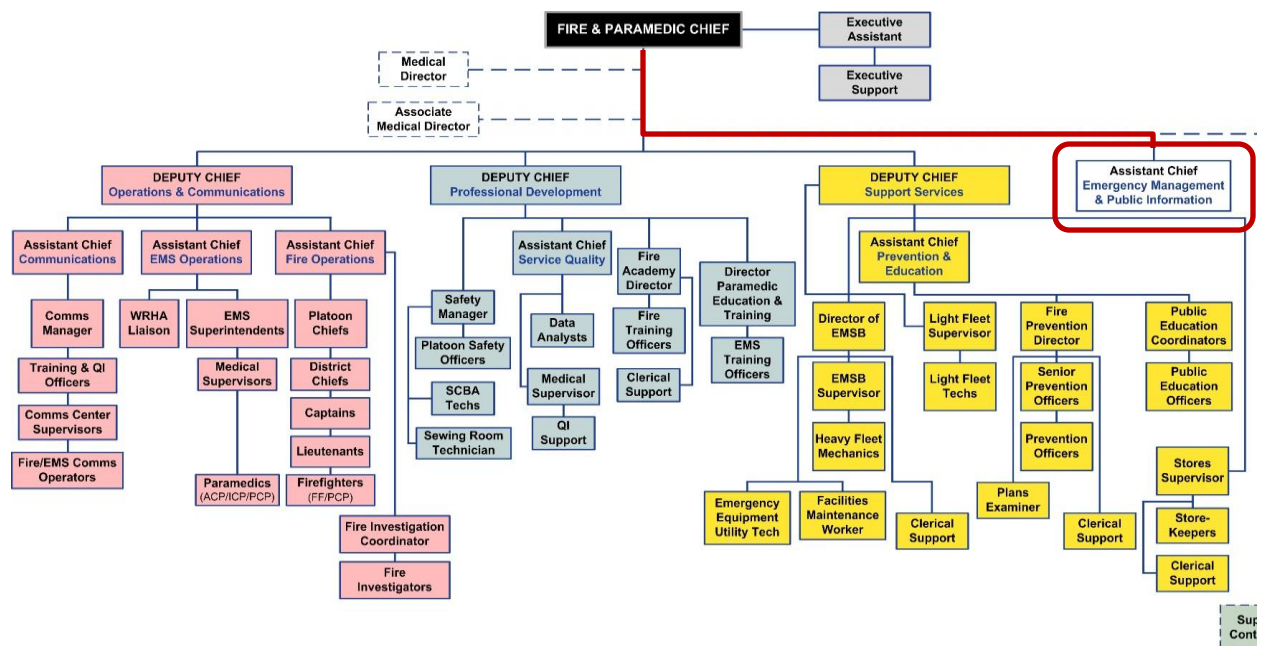 FIRE & PARAMEDIC CHIEF
Executive
Assistant
Executive
Support
Medical
Director
Associate
Medical Director
DEPUTY CHIEF
Operations & Communications
DEPUTY CHIEF
Professional Development
DEPUTY CHIEF
Support Services
Assistant Chief
Emergency Management
& Public Information
Assistant Chief
Communications
Assistant Chief
EMS Operations
Assistant Chief
Fire Operations
Comms
Manager
Training & QI
Officers
Comms Center
Supervisors
Fire/EMS Comms
Operators
WRHA
Liaison
EMS
Superintendents
Medical
Supervisors
Paramedics
(ACP/ICP/PCP)
Platoon
Chiefs
District
Chiefs
Captains
Lieutenants
Firefighters
(FF/PCP)
Fire Investigation
Coordinator
Fire
Investigators
Safety
Manager
Platoon Safety
Officers
SCBA
Techs
Sewing Room
Technician
Assistant Chief
Service Quality
Data
Analysts
Medical
Supervisor
QI
Support
Fire
Academy
Director
Fire
Training
Officers
Clerical
Support
Director
Paramedic
Education &
Training
EMS
Training
Officers
Assistant Chief
Prevention &
Education
Director of
EMSB
EMSB
Supervisor
Heavy Fleet
Mechanics
Emergency
Equipment
Utility Tech
Facilities
Maintenance
Worker
Clerical
Support
Light Fleet
Supervisor
Light Fleet
Techs
Fire
Prevention
Director
Senior
Prevention
Officers
Prevention
Officers
Plans
Examiner
Clerical
Support
Public
Education
Coordinators
Public
Education
Officers
Stores
Supervisor
Store-
Keepers
Clerical
Support
Sup
Cont